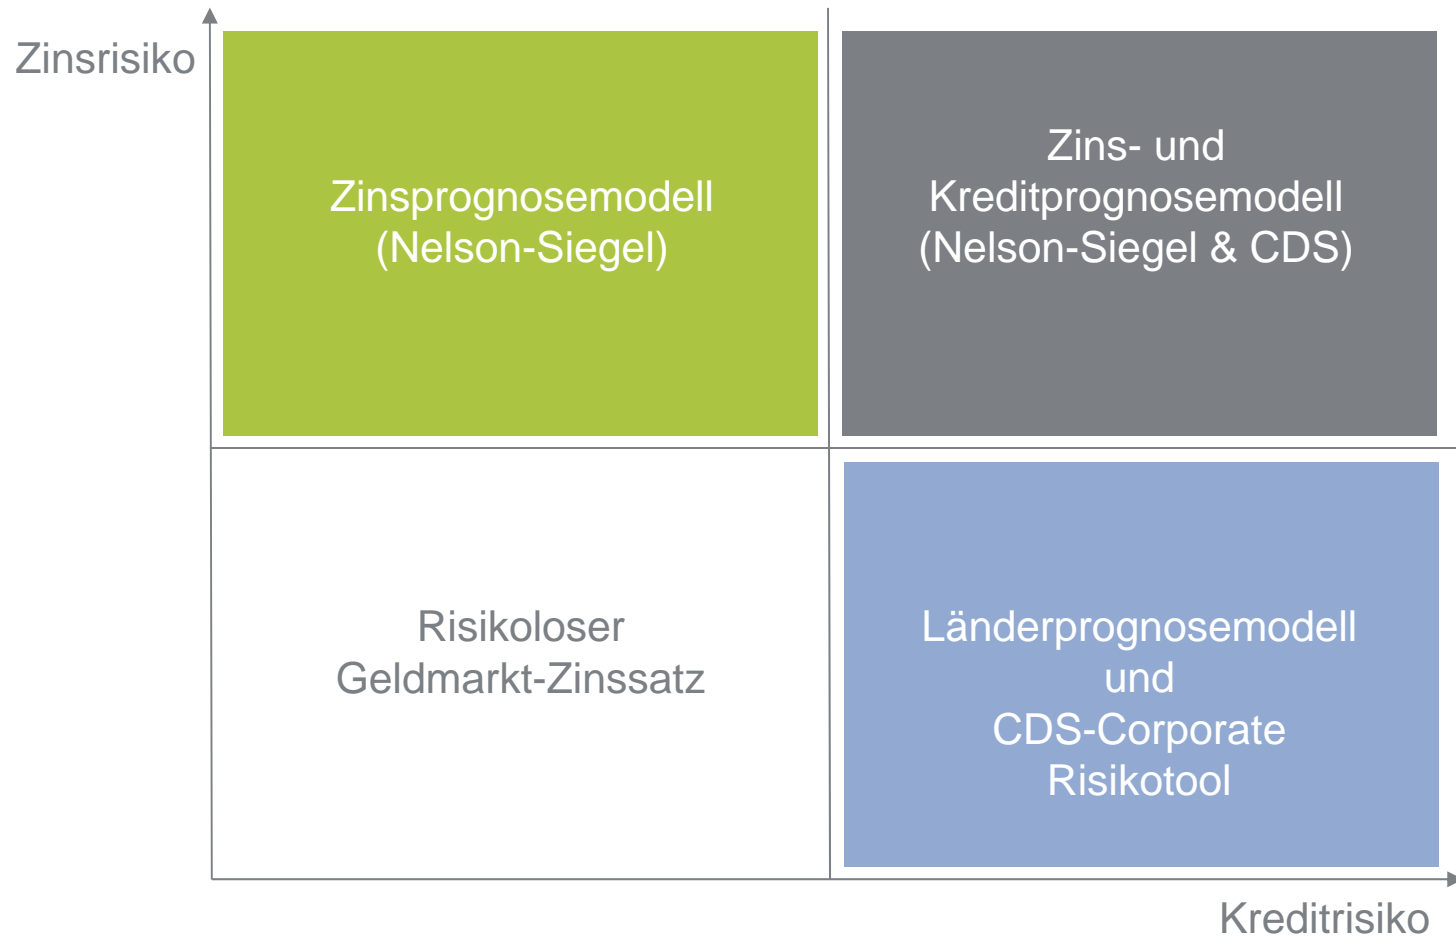 Zinsrisiko
Zinsprognosemodell
(Nelson-Siegel)
Zins- und
Kreditprognosemodell
(Nelson-Siegel & CDS)
Risikoloser
Geldmarkt-Zinssatz
Länderprognosemodell
und
CDS-Corporate
Risikotool
Kreditrisiko